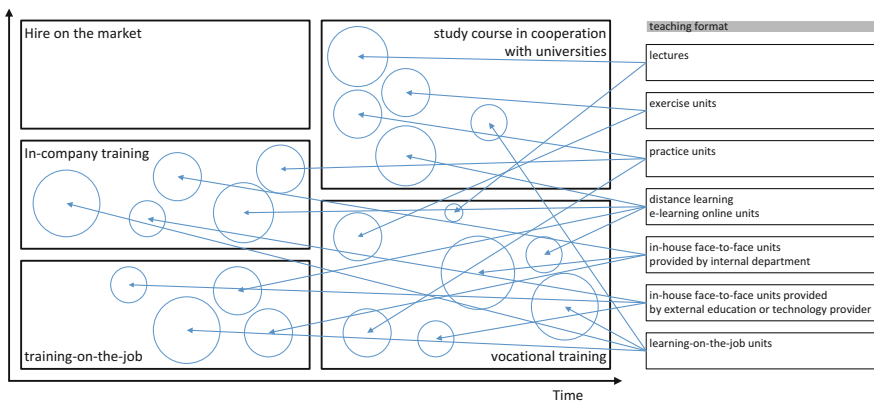 Hire on the market
study course in cooperation
with universities
teaching format
lectures
exercise units
In-company training
practice units
distance learning
e-learning online units
in-house face-to-face units
provided by internal department
in-house face-to-face units provided
by external education or technology provider
training-on-the-job
vocational training
learning-on-the-job units
Time